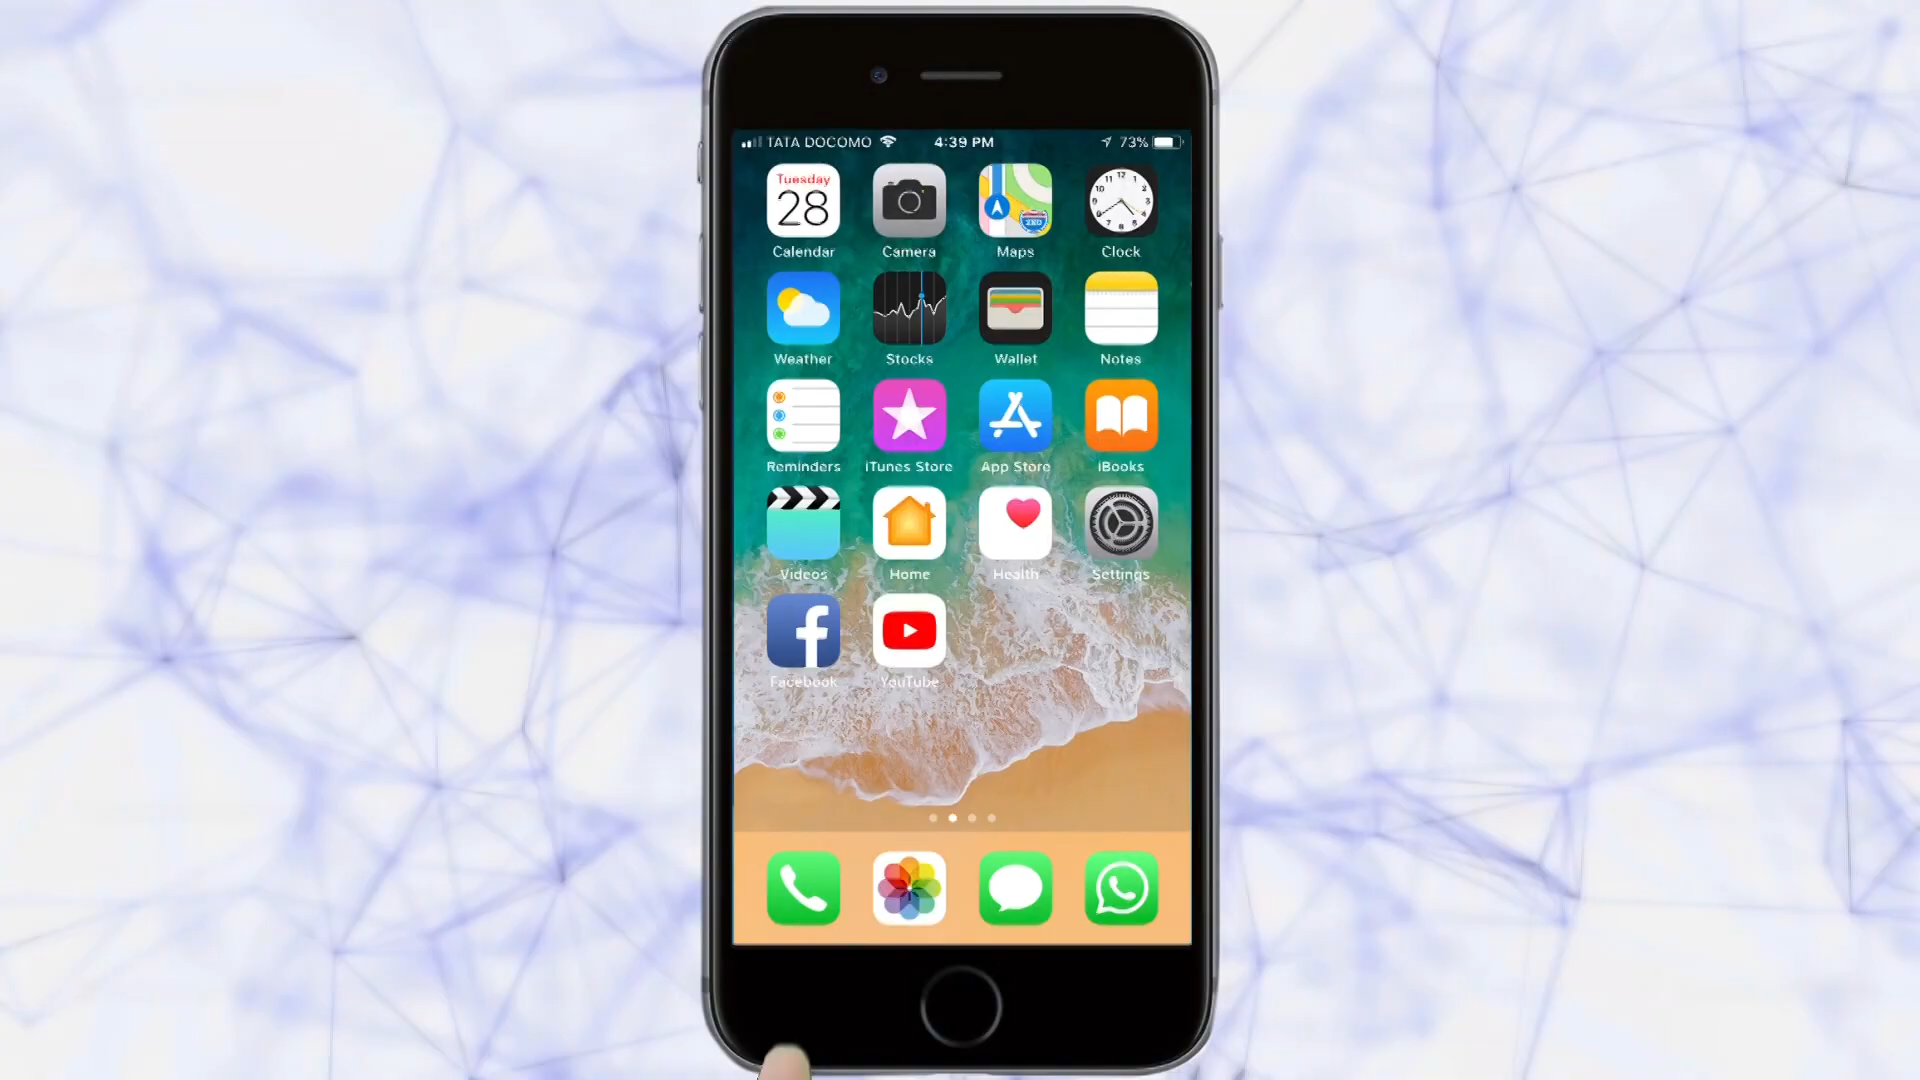 TATA DOCOMO 4:39 PM 73%
Tuesday
28
Calendar Camera Maps Clock
Weather Stocks Wallet Notes
Reminders iTunes Store App Store iBooks
Videos Home Health Settings
Facebook YouTube